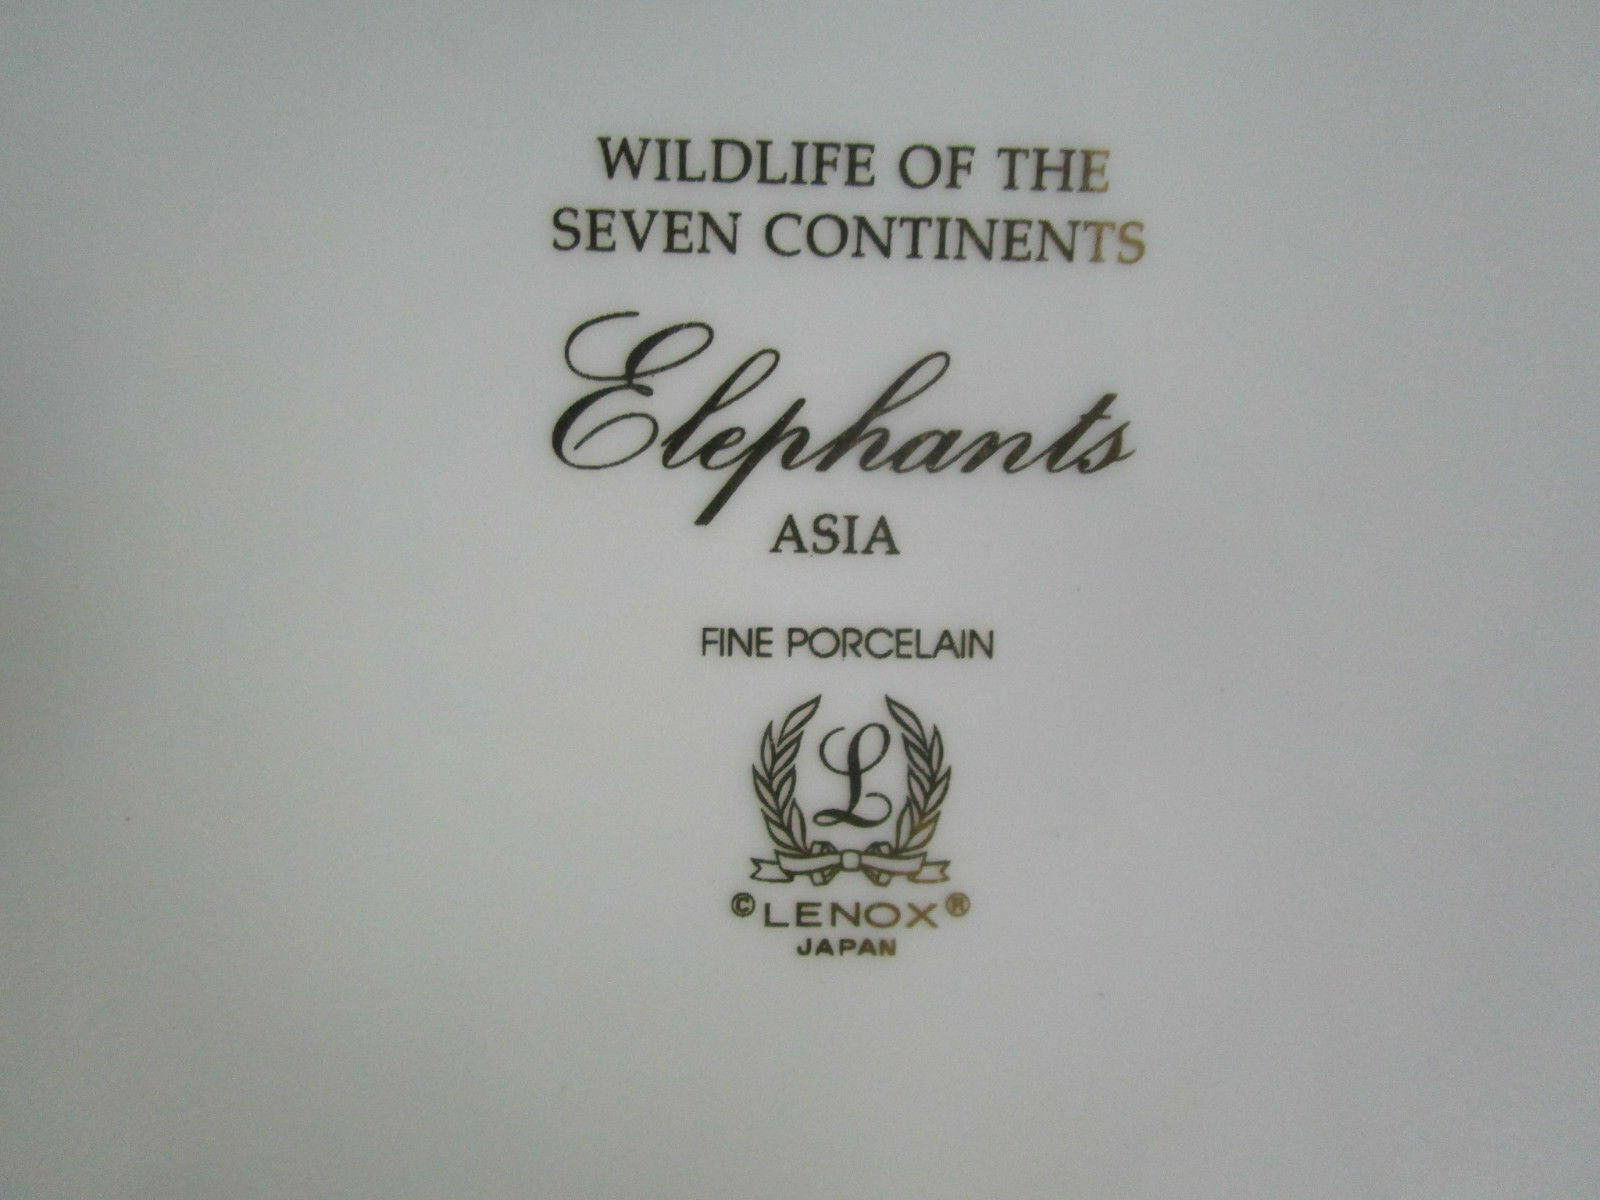 WILDLIFE OF THE
SEVEN CONTINENTS
Elephants
ASIA
FINE PORCELAIN
L
©LENOX®
JAPAN